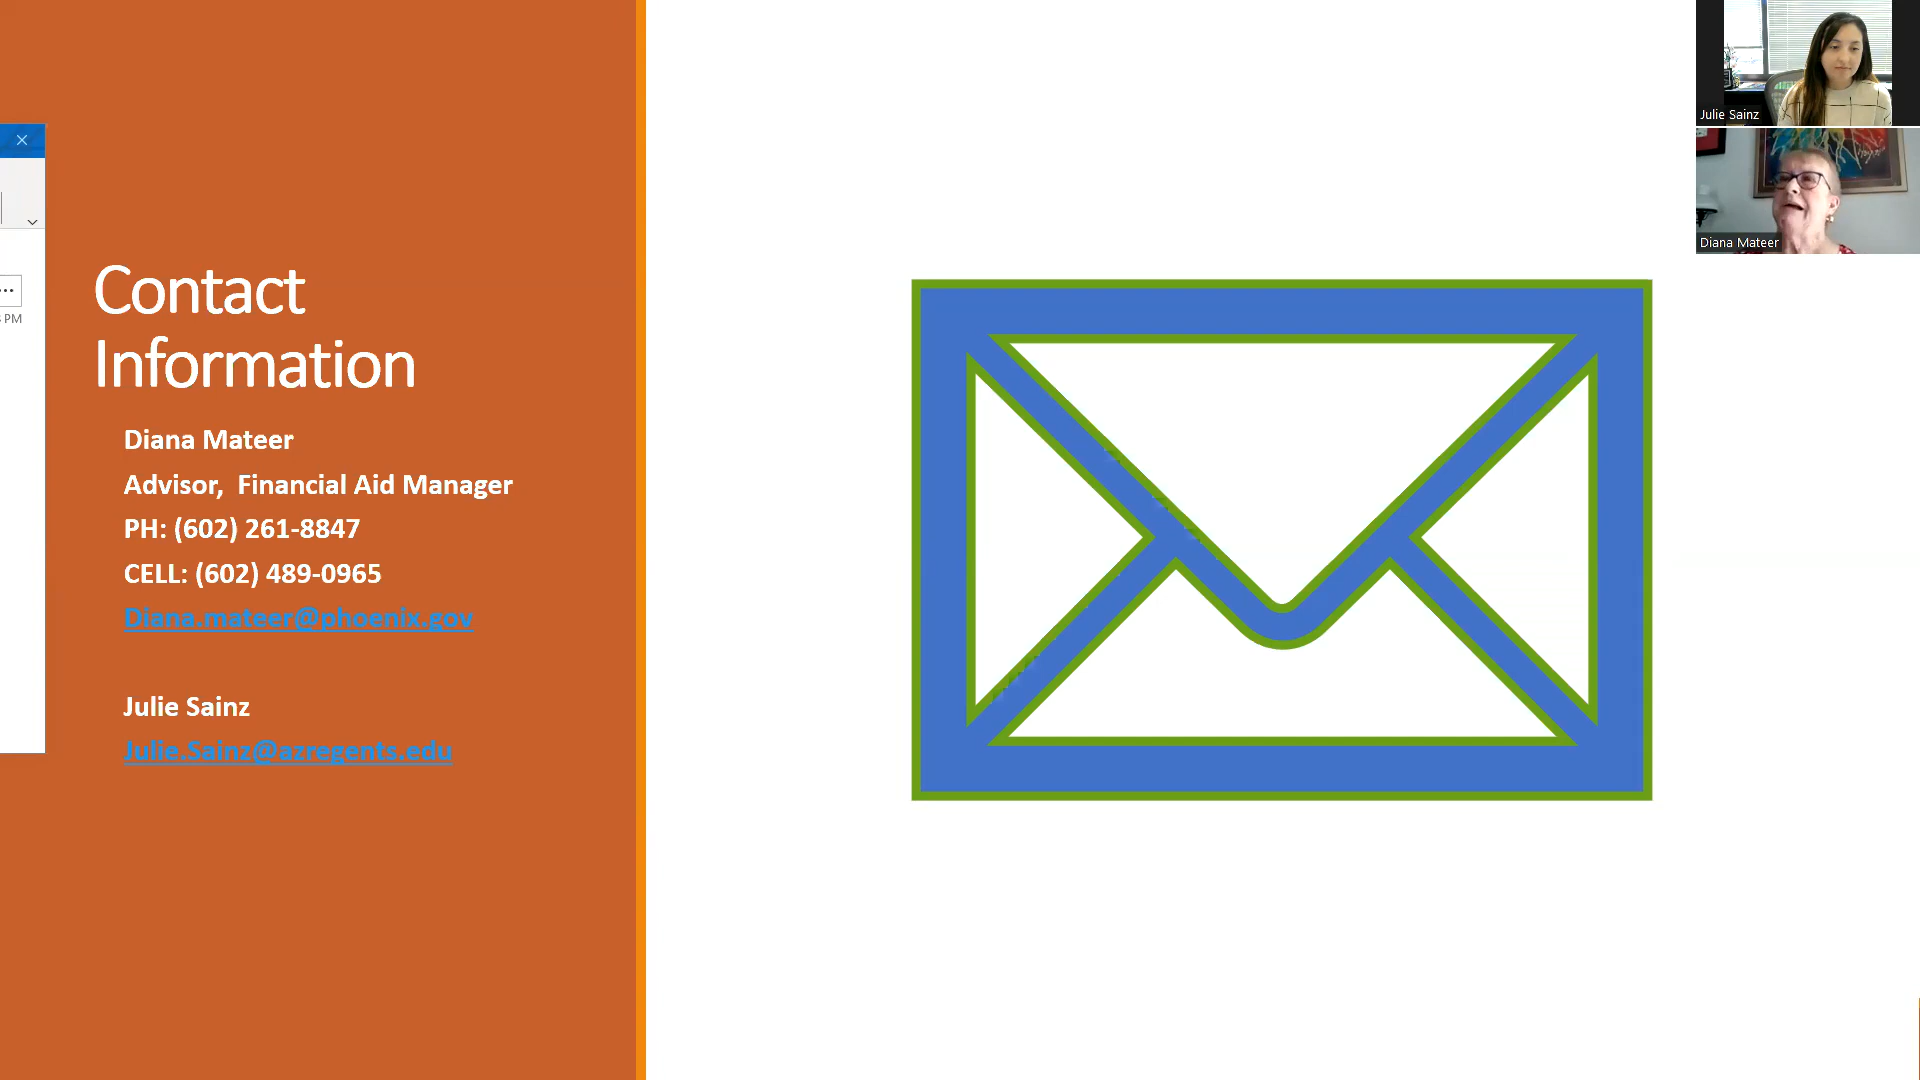 Contact
Information
Diana Mateer
Advisor, Financial Aid Manager
PH: (602) 261-8847
CELL: (602) 489-0965
Diana.mateer@phoenix.gov
Julie Sainz
Julie.Sainz@azregents.edu
PM
Julie Sainz
Diana Mateer